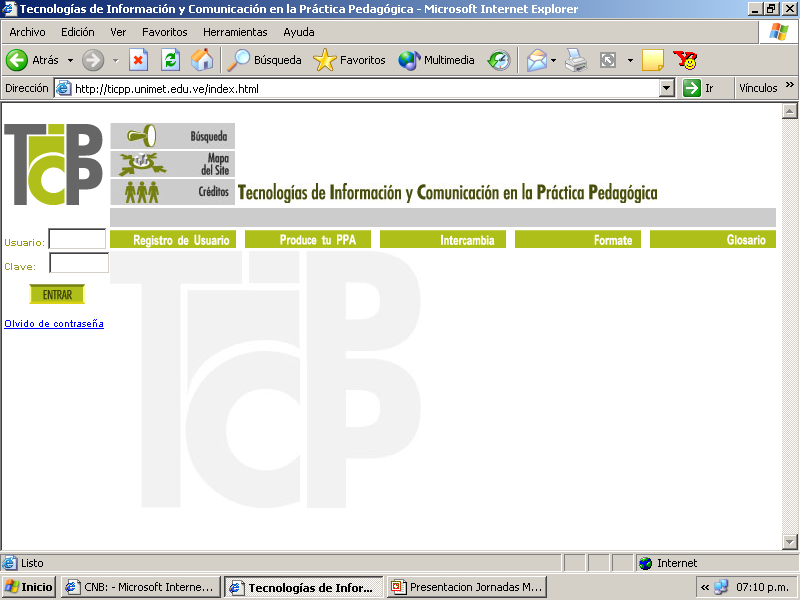 Tecnologías de Información y Comunicación en la Práctica Pedagógica - Microsoft Internet Explorer
Archivo Edición Ver Favoritos Herramientas Ayuda
Atrás Búsqueda Favoritos Multimedia
Dirección http://ticpp.unimet.edu.ve/index.html Ir Vínculos »
TICPP
Búsqueda
Mapa
del Site
Créditos
Tecnologías de Información y Comunicación en la Práctica Pedagógica
Usuario:
Registro de Usuario Produce tu PPA Intercambia Formate Glosario
Clave:
ENTRAR
Olvido de contraseña
TICPP
Listo Internet
Inicio CNB: - Microsoft Interne... Tecnologías de Infor... Presentacion Jornadas M... « 07:10 p.m.